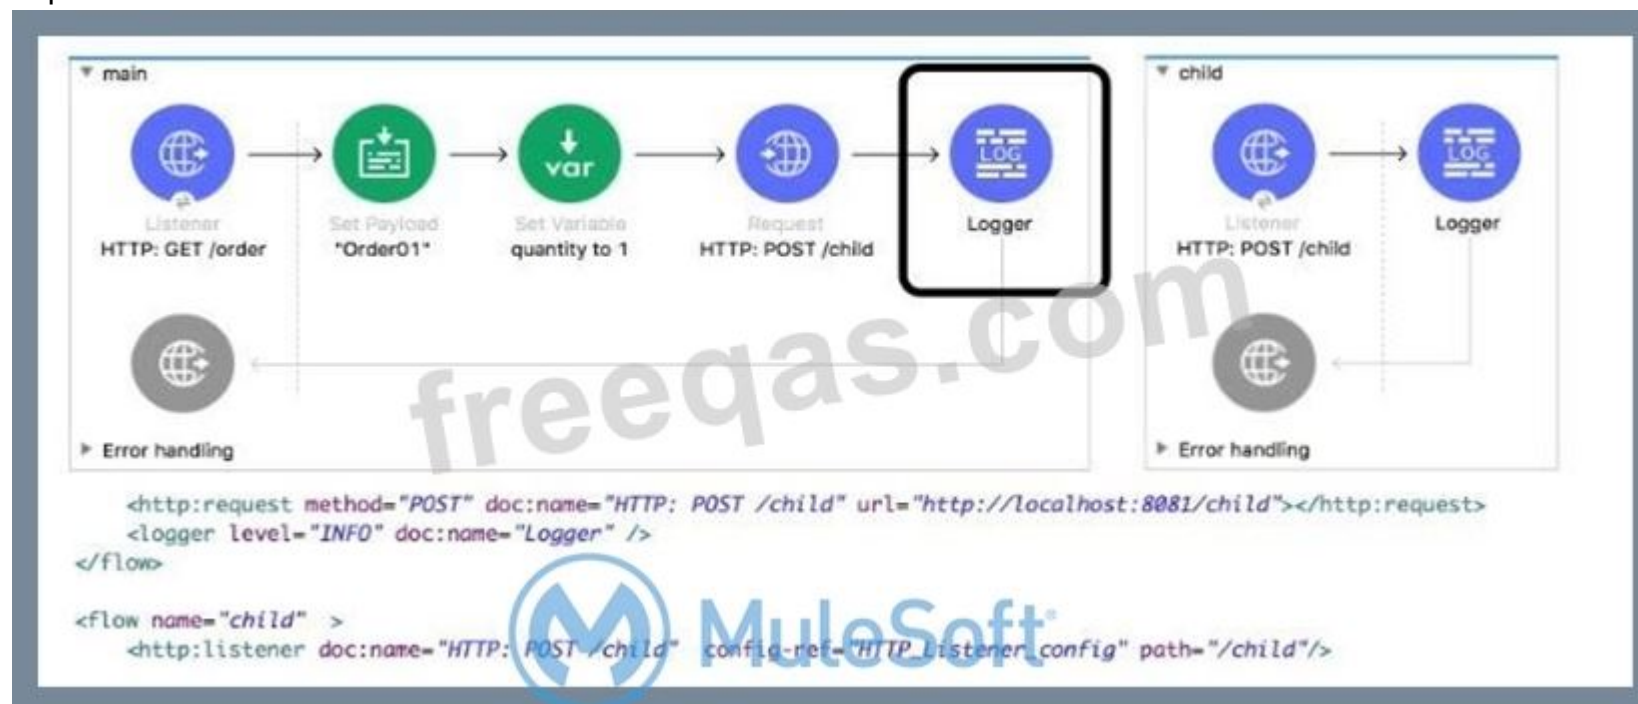 main
child
var
LOG
LOG
Listener
Set Payload
Set Variable
Request
Logger
Listener
Logger
HTTP: GET /order
"Order01"
quantity to 1
HTTP: POST /child
HTTP: POST /child
freeqas.com
Error handling
Error handling
<http:request method="POST" doc:name="HTTP: POST /child" url="http://localhost:8081/child"></http:request>
<logger level="INFO" doc:name="Logger" />
</flow>
MuleSoft
<flow name="child" >
<http:listener doc:name="HTTP: POST /child" config-ref="HTTP_Listener_config" path="/child"/>